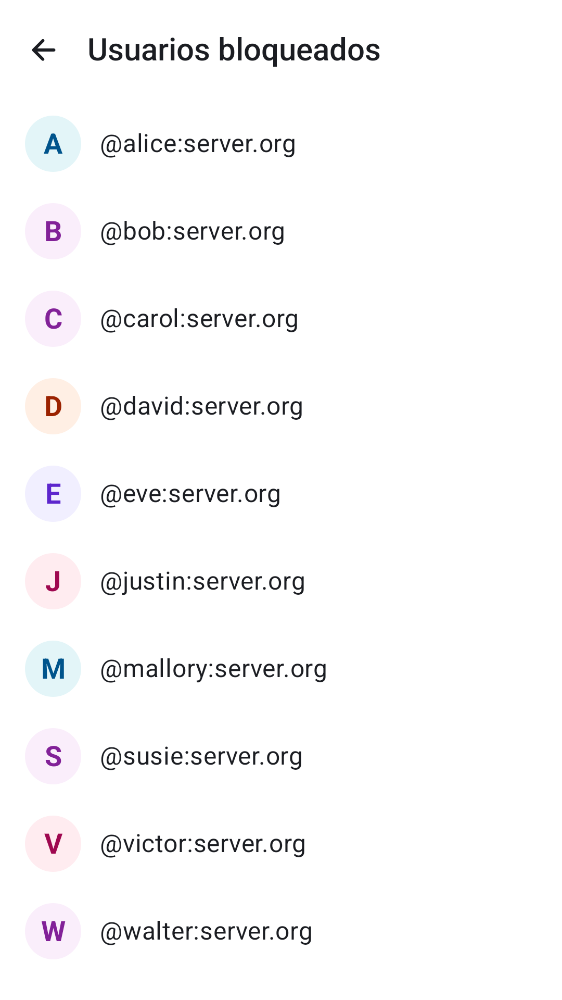 Usuarios bloqueados
A @alice:server.org
B @bob:server.org
C @carol:server.org
D @david:server.org
E @eve:server.org
J @justin:server.org
M @mallory:server.org
S @susie:server.org
V @victor:server.org
W @walter:server.org